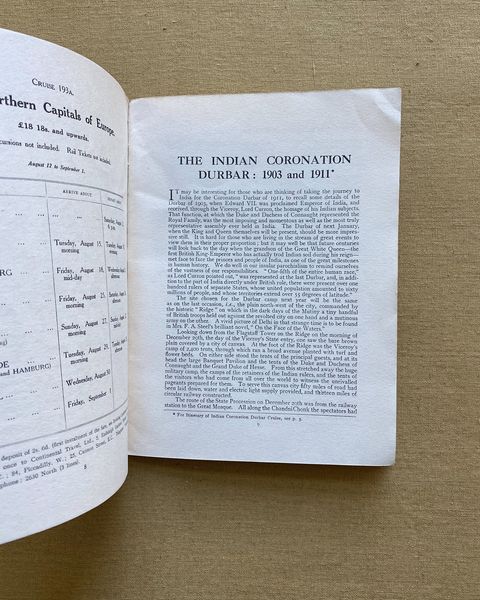 CRUISE 193A.
rthern Capitals of Europe.
£18 18s. and upwards.
cursions not included. Rail Tickets not included.
August 12 to September 1.
ARRIVE ABOUT
Tuesday, August 15, morning
Friday, August 18, mid-day
Friday, August 25, morning
Sunday, August 27, morning
Tuesday, August 29,
Wednesday, August 30
Friday, September 1
BURG
DE
and HAMBURG)
8
THE INDIAN CORONATION
DURBAR: 1903 and 1911*
IT may be interesting for those who are thinking of taking the journey to
India for the Coronation Durbar of 1911, to recall some details of the
Durbar of 1903, when Edward VII. was proclaimed Emperor of India, and
received, through the Viceroy, Lord Curzon, the homage of his Indian subjects.
That function, at which the Duke and Duchess of Connaught represented the
Royal Family, was the most imposing and momentous as well as the most truly
representative assembly ever held in India. The Durbar of next January,
when the King and Queen themselves will be present, should be more impres-
sive still. It is hard for those who are living in the stream of great events to
view them in their proper proportion; but it may well be that future centuries
will look back to the day when the grandson of the Great White Queen—the
first British King-Emperor who has actually trod Indian soil during his reign—
met face to face the rulers and people of India, as one of the great milestones
in human history. We do well in our insular parochialism to remind ourselves
of the vastness of our responsibilities. "One-fifth of the entire human race,"
as Lord Curzon pointed out, "was represented at the last Durbar, and, in addi-
tion to the part of India directly under British rule, there were present over one
hundred rulers of separate States, whose united population amounted to sixty
millions of people, and whose territories extend over 55 degrees of latitude."
The site chosen for the Durbar camp next year will be the same
as on the last occasion, i.e., the plain north-west of the city, commanded by
the historic "Ridge" on which in the dark days of the Mutiny a tiny handful
of British troops held out against the revolted city on one hand and a mutinous
army on the other. A vivid picture of Delhi in that strange time is to be found
in Mrs. F. A. Steel's brilliant novel, "On the Face of the Waters."
Looking down from the Flagstaff Tower on the Ridge on the morning of
December 29th, the day of the Viceroy's State entry, one saw the bare brown
plain covered by a city of canvas. At the foot of the Ridge was the Viceroy's
camp of 2,000 tents, through which ran a broad avenue planted with turf and
flower beds. On either side stood the tents of the principal guests, and at its
head the large Banquet Pavilion and the tents of the Duke and Duchess of
Connaught and the Grand Duke of Hesse. From this stretched away the huge
military camp, the camps of the retainers of the Indian rulers, and the tents of
the visitors who had come from all over the world to witness the unrivalled
pageants prepared for them. To serve this canvas city fifty miles of road had
been laid down, water and electric light supply provided, and thirteen miles of
circular railway constructed.
The route of the State Procession on December 29th was from the railway
station to the Great Mosque. All along the Chandni Chonk the spectators had
* For Itinerary of Indian Coronation Durbar Cruise, see p. 3.